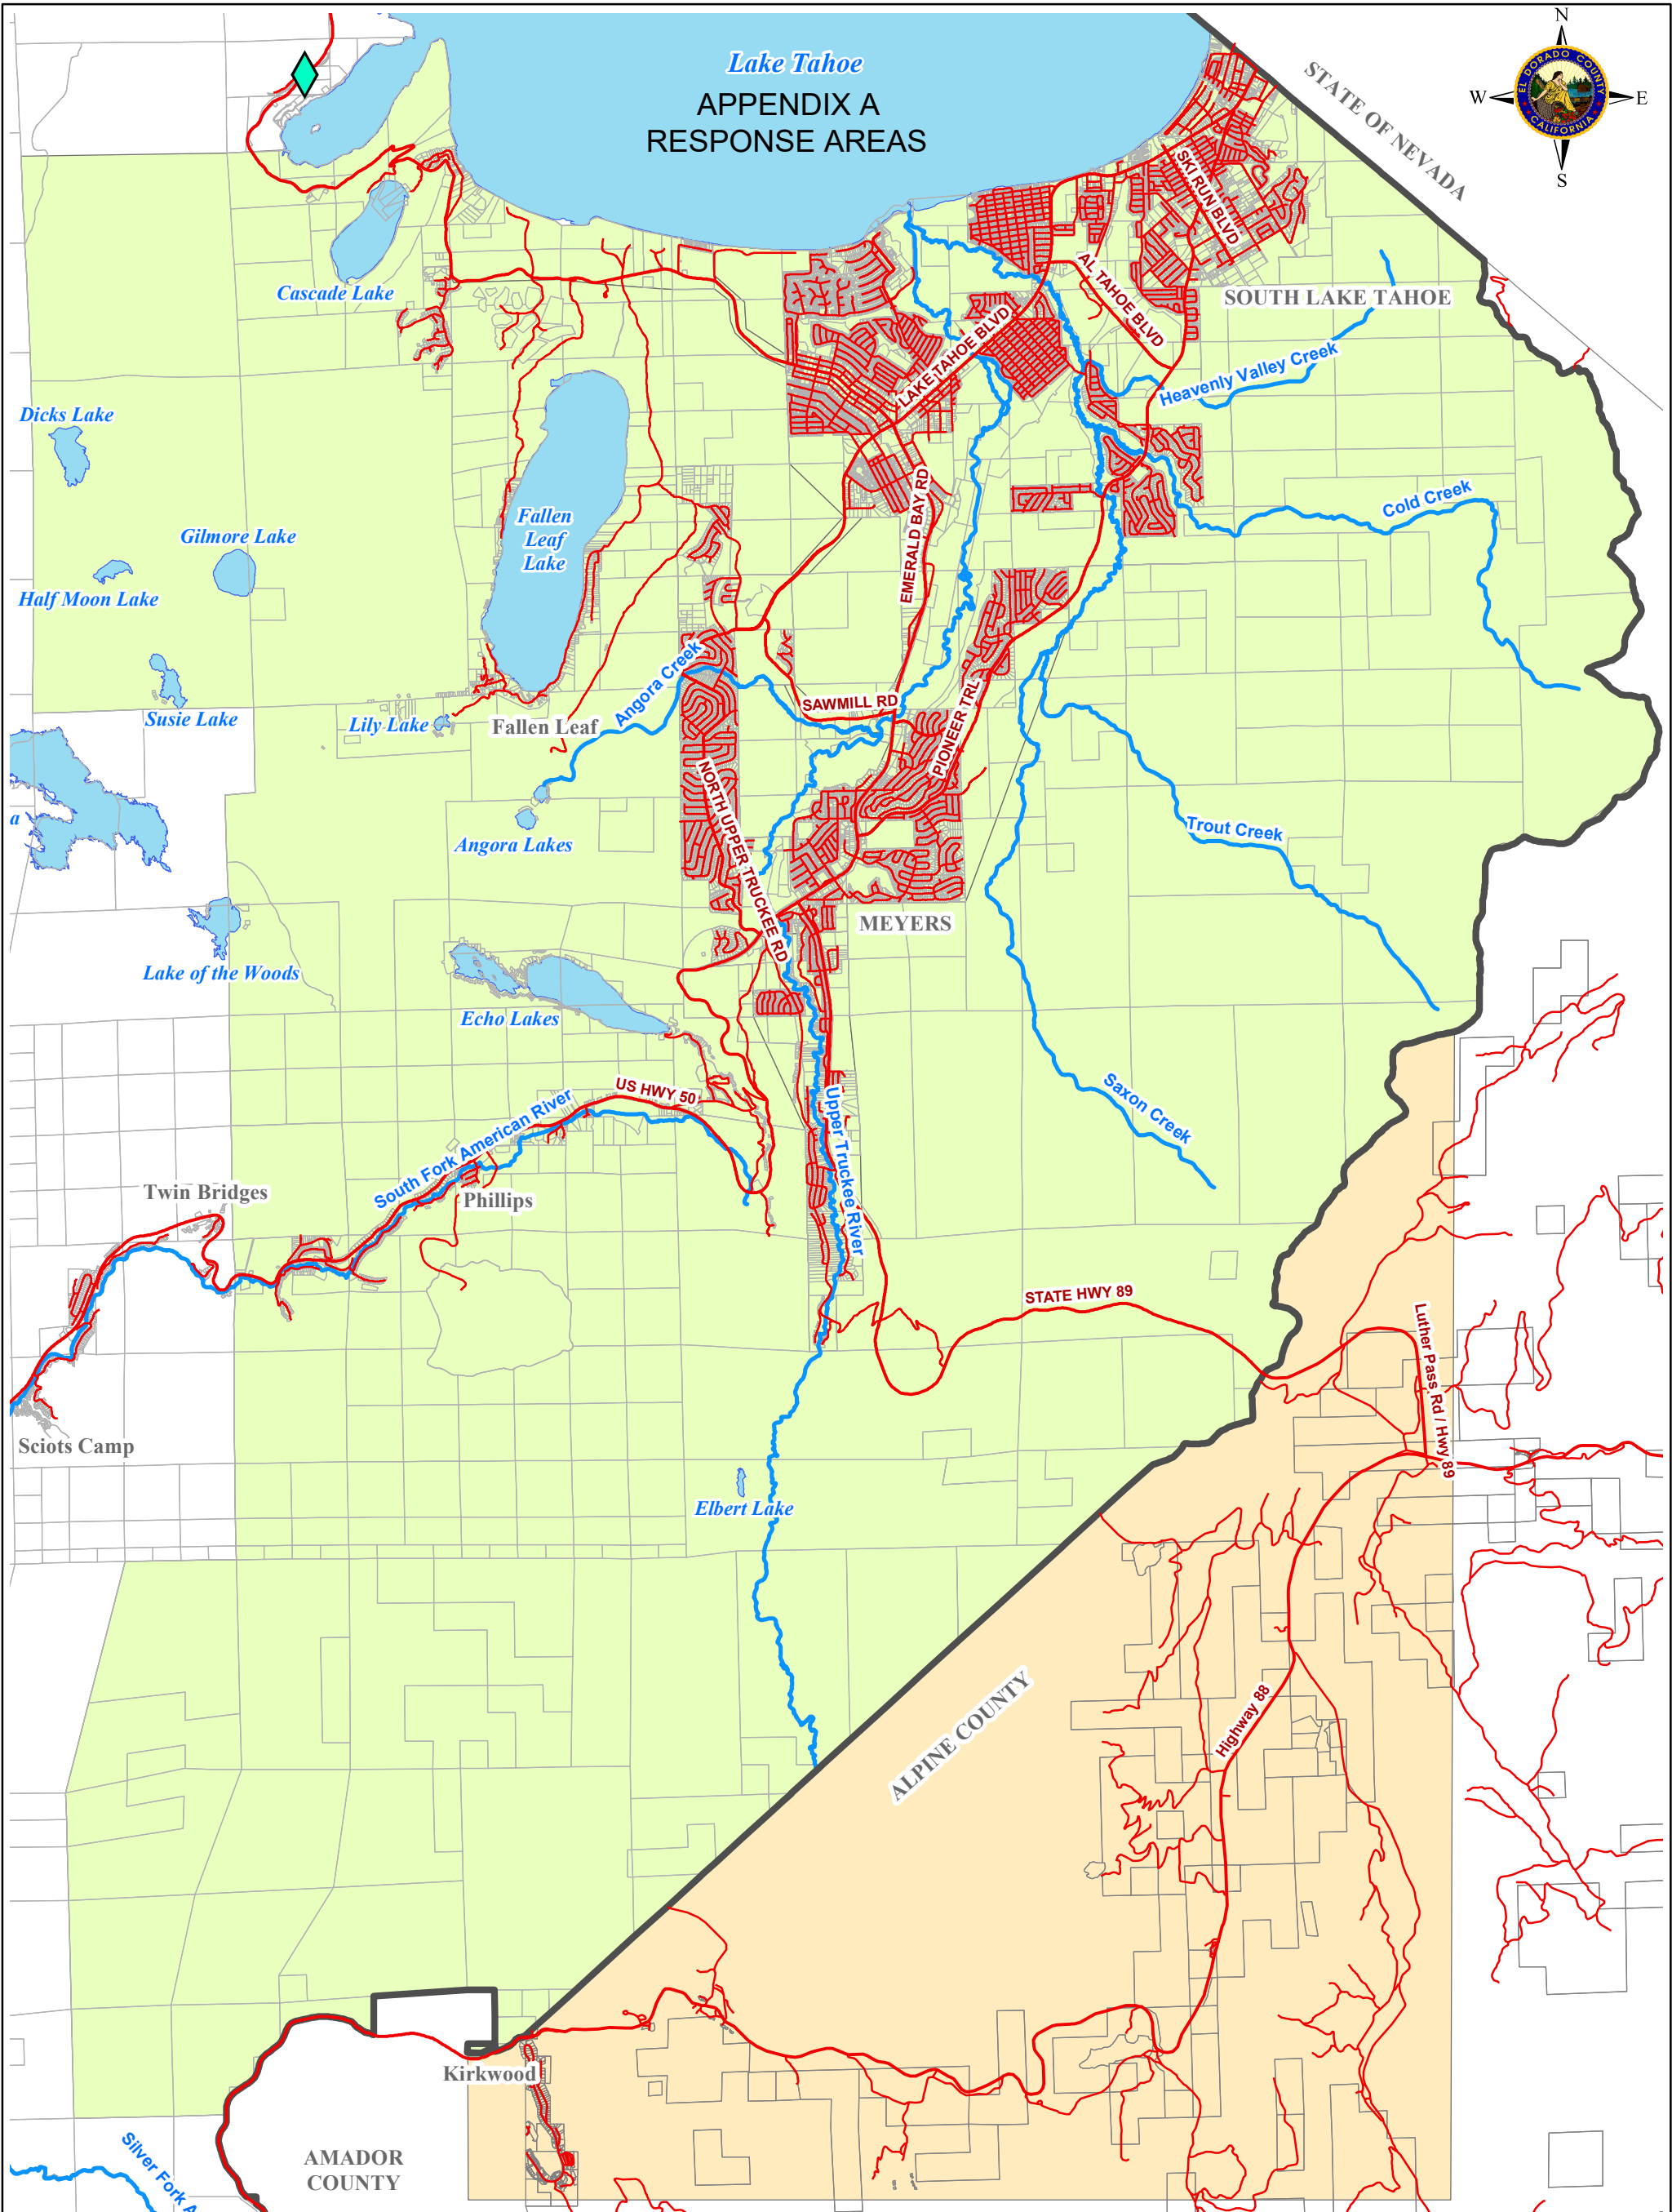 Lake Tahoe
APPENDIX A
RESPONSE AREAS
N
W
E
S
EL DORADO COUNTY
CALIFORNIA
STATE OF NEVADA
SKI RUN BLVD
AL TAHOE BLVD
SOUTH LAKE TAHOE
Cascade Lake
LAKE TAHOE BLVD
Heavenly Valley Creek
Dicks Lake
EMERALD BAY RD
Cold Creek
Fallen
Leaf
Lake
Gilmore Lake
Half Moon Lake
Angora Creek
SAWMILL RD
PIONEER TRL
Susie Lake
Lily Lake
Fallen Leaf
NORTH UPPER TRUCKEE RD
a
Angora Lakes
Trout Creek
MEYERS
Lake of the Woods
Echo Lakes
US HWY 50
Upper Truckee River
Saxon Creek
South Fork American River
Twin Bridges
Phillips
STATE HWY 89
Luther Pass Rd / Hwy 89
Sciots Camp
Elbert Lake
ALPINE COUNTY
Highway 88
Kirkwood
AMADOR
COUNTY
Silver Fork A